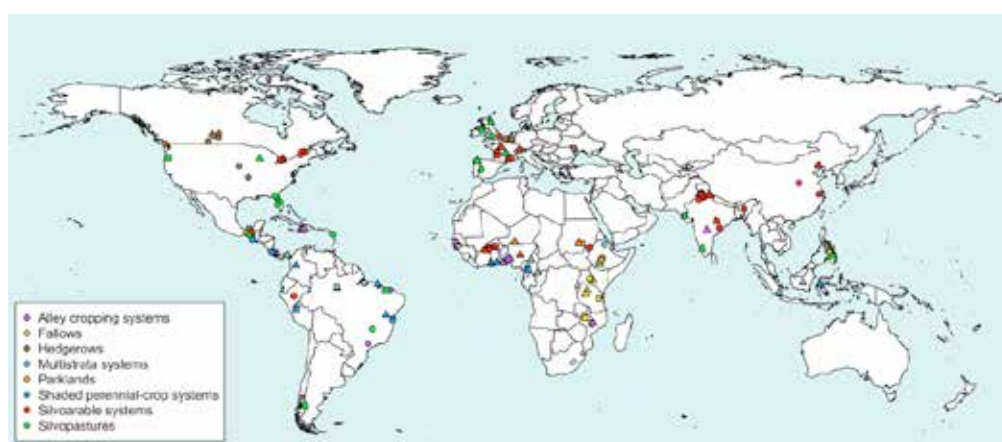 Alley cropping systems
Fallows
Hedgerows
Multistrata systems
Parklands
Shaded perennial-crop systems
Silvoarable systems
Silvopastures